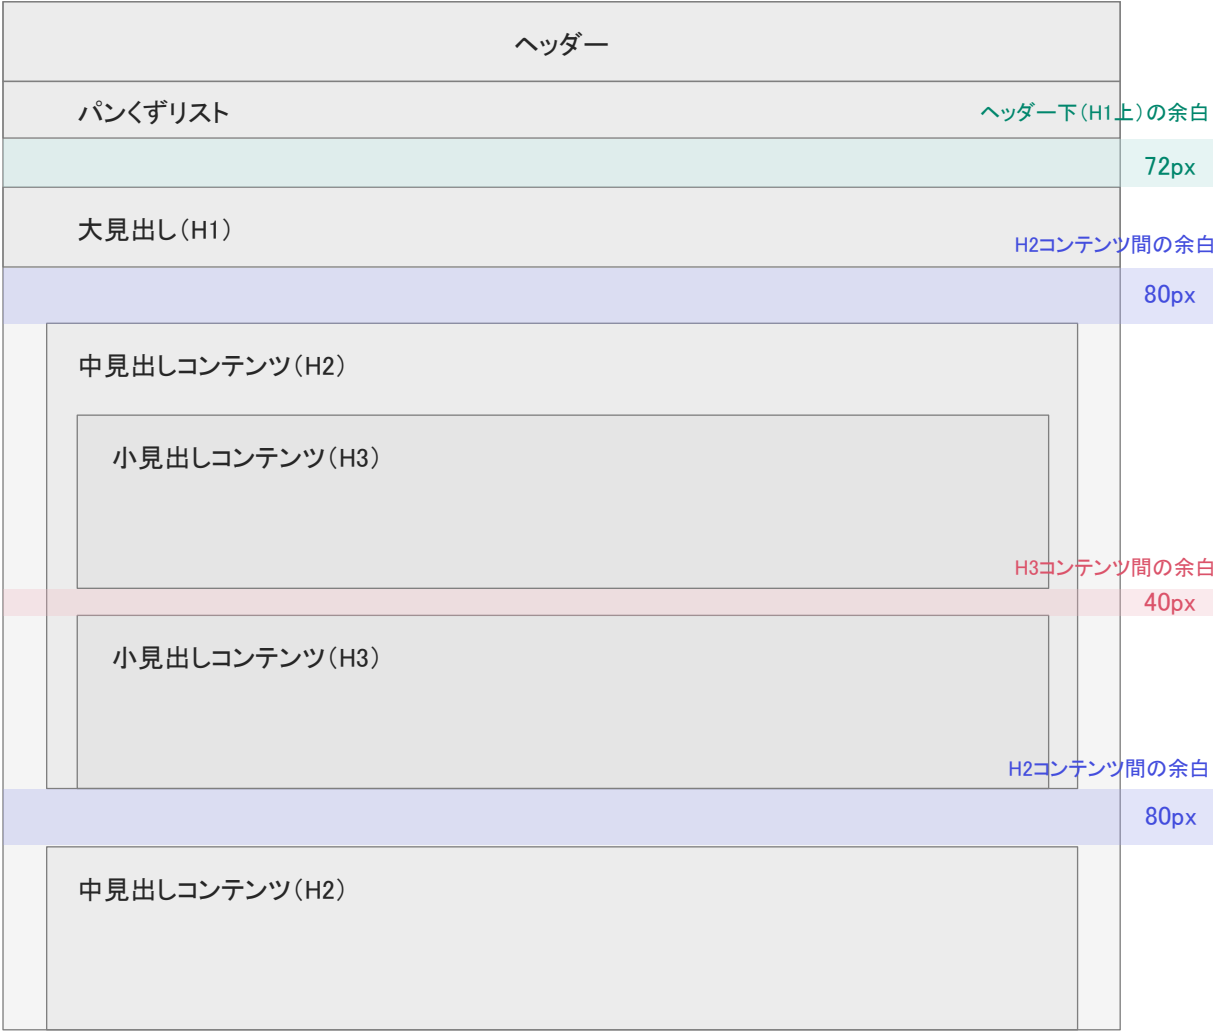 ヘッダー
パンくずリスト
ヘッダー下(H1上)の余白
72px
大見出し(H1)
H2コンテンツ間の余白
80px
中見出しコンテンツ(H2)
小見出しコンテンツ(H3)
H3コンテンツ間の余白
40px
小見出しコンテンツ(H3)
H2コンテンツ間の余白
80px
中見出しコンテンツ(H2)